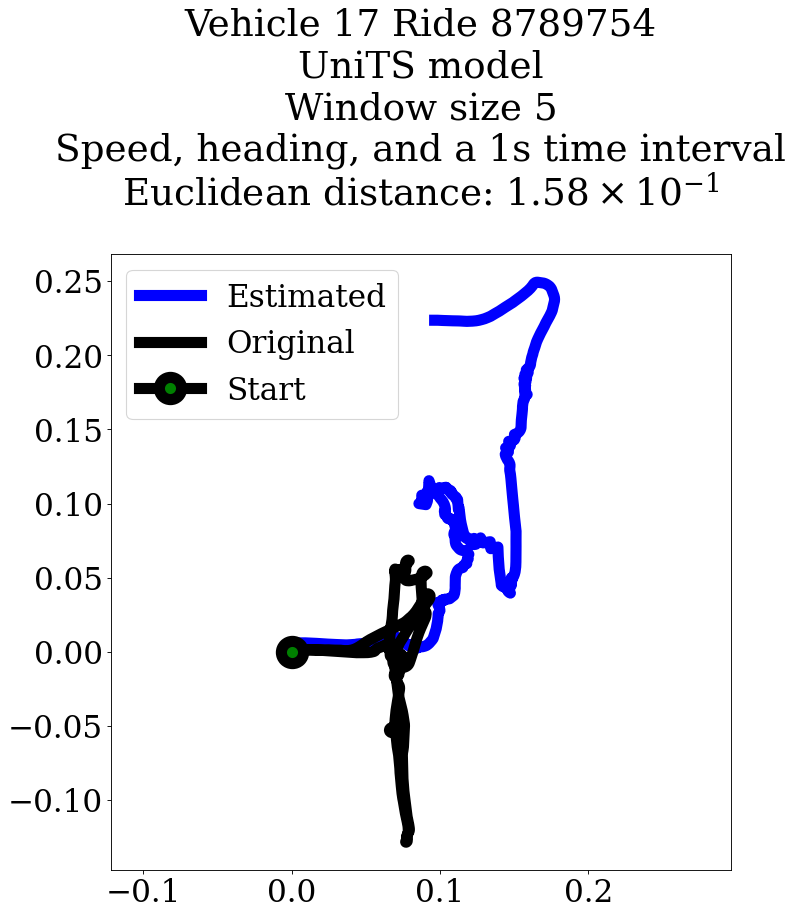 Vehicle 17 Ride 8789754
UniTS model
Window size 5
Speed, heading, and a 1s time interval
Euclidean distance: 1.58 × 10⁻¹
Estimated
Original
Start
0.25
0.20
0.15
0.10
0.05
0.00
−0.05
−0.10
−0.1 0.0 0.1 0.2